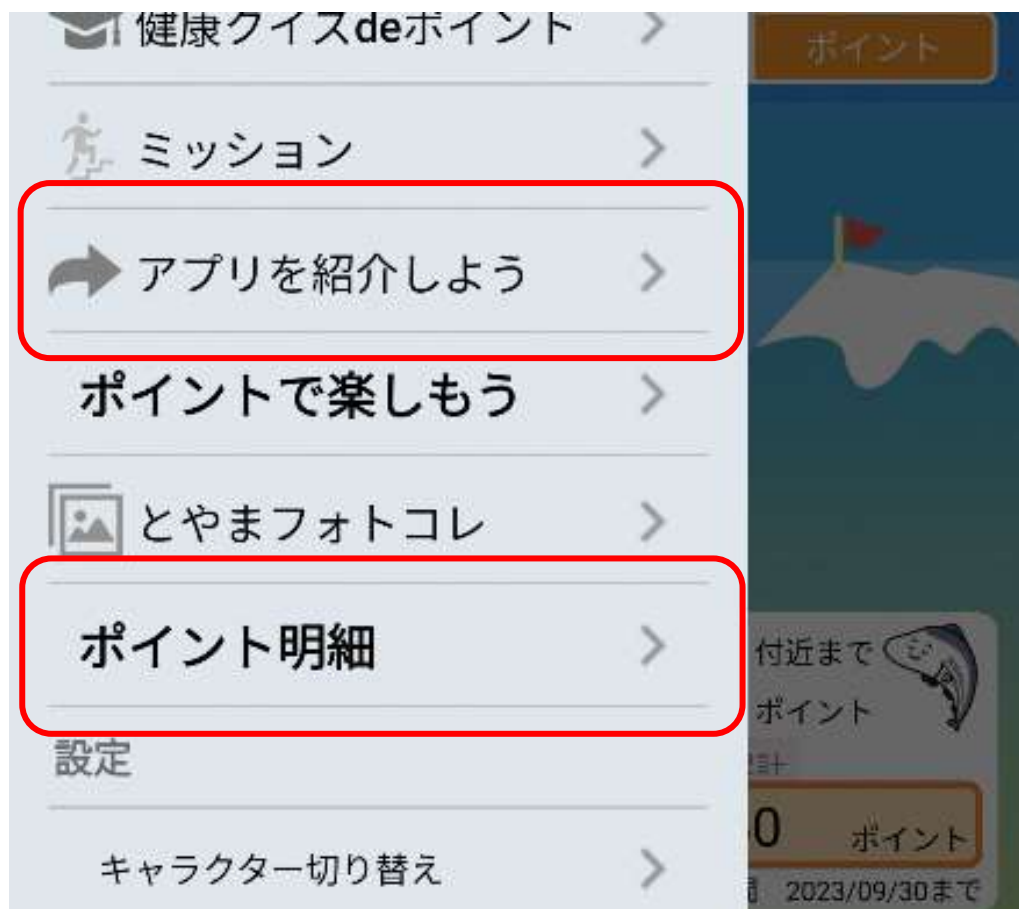 健康クイズdeポイント
ミッション
アプリを紹介しよう
ポイントで楽しもう
とやまフォトコレ
ポイント明細
設定
キャラクター切り替え
ポイント
付近まで
ポイント
計
0 ポイント
2023/09/30まで